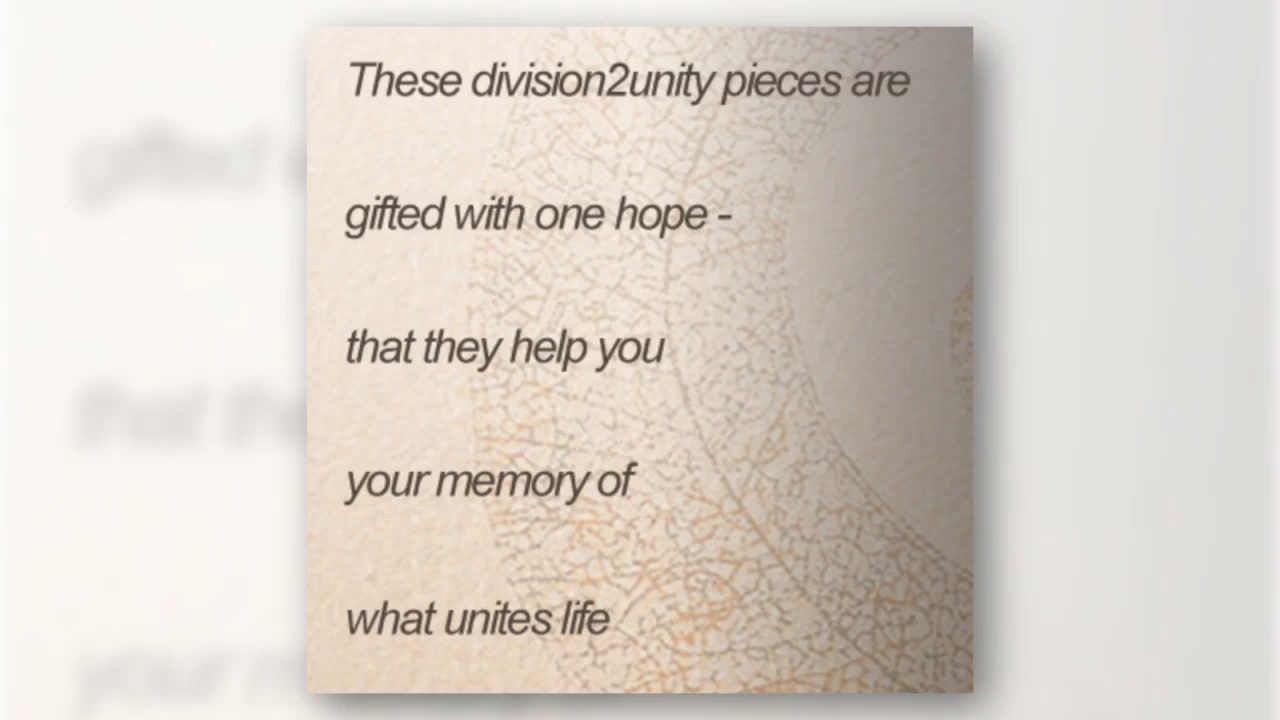 These division2unity pieces are
gifted with one hope -
that they help you
your memory of
what unites life